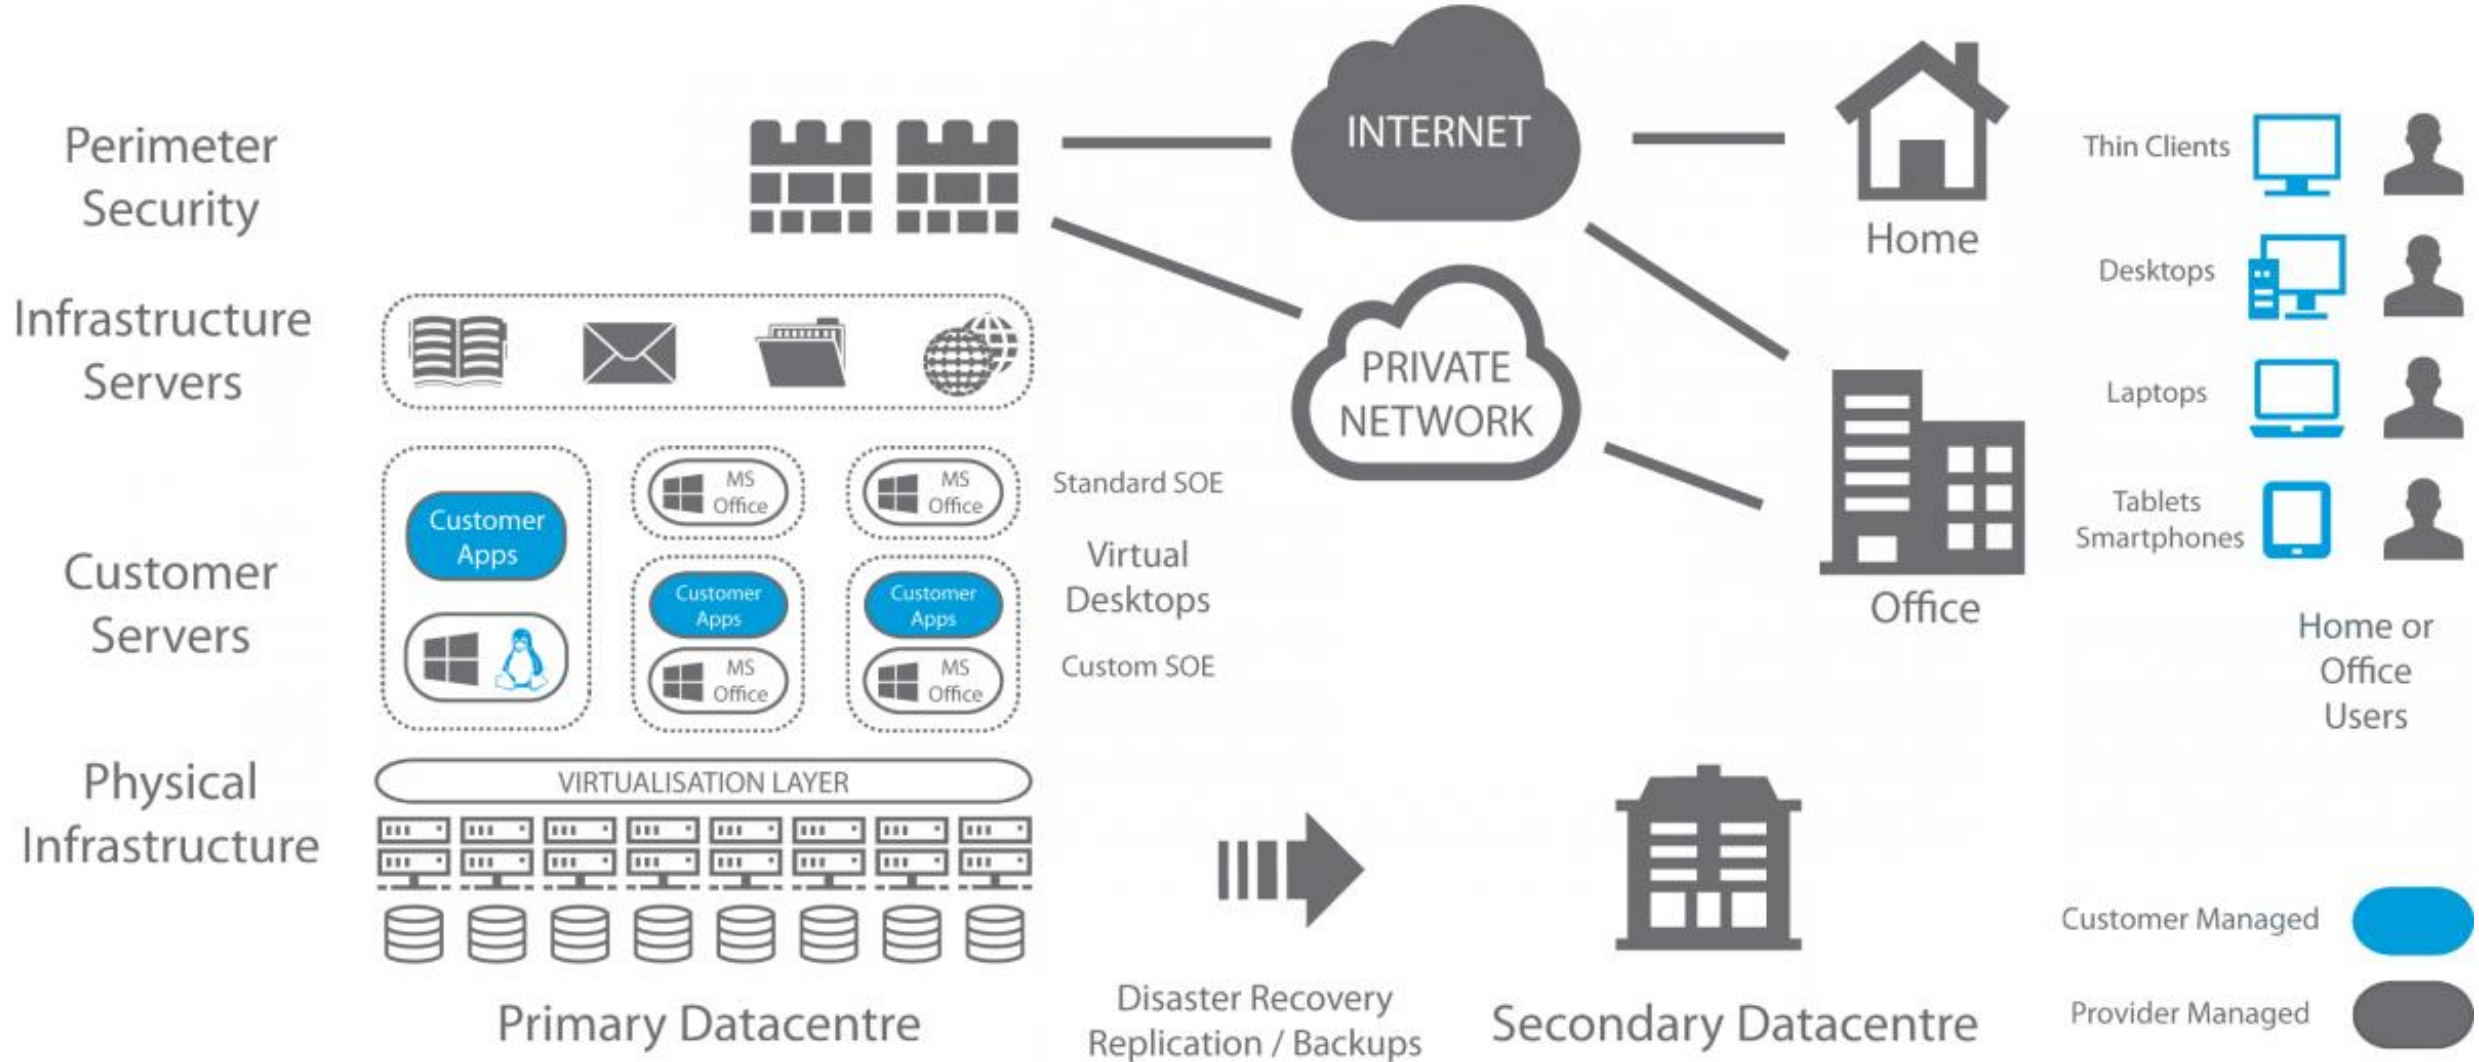 Perimeter
Security
INTERNET
Home
Thin Clients
Desktops
Laptops
Tablets
Smartphones
Home or
Office
Users
Infrastructure
Servers
PRIVATE
NETWORK
Office
Customer
Servers
Customer
Apps
MS
Office
MS
Office
Standard SOE
Virtual
Desktops
Customer
Apps
Customer
Apps
MS
Office
MS
Office
Custom SOE
Physical
Infrastructure
VIRTUALISATION LAYER
Primary Datacentre
Disaster Recovery
Replication / Backups
Secondary Datacentre
Customer Managed
Provider Managed